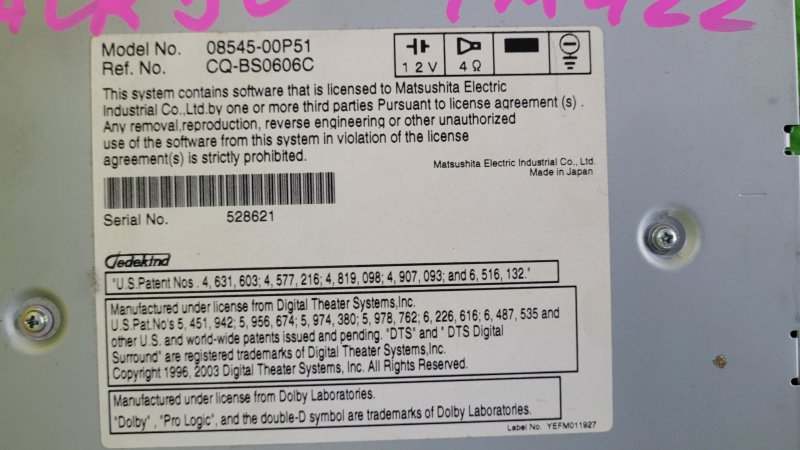 Model No. 08545-00P51
Ref. No. CQ-BS0606C
12V 4Ω
This system contains software that is licensed to Matsushita Electric
Industrial Co.,Ltd.by one or more third parties Pursuant to license agreement (s) .
Any removal,reproduction, reverse engineering or other unauthorized
use of the software from this system in violation of the license
agreement(s) is strictly prohibited.
Matsushita Electric Industrial Co., Ltd.
Made in Japan
Serial No. 528621
Jedekind
"U.S.Patent Nos . 4, 631, 603; 4, 577, 216; 4, 819, 098; 4, 907, 093; and 6, 516, 132."
Manufactured under license from Digital Theater Systems,Inc.
U.S.Pat.No's 5, 451, 942; 5, 956, 674; 5, 974, 380; 5, 978, 762; 6, 226, 616; 6, 487, 535 and
other U.S. and world-wide patents issued and pending. "DTS" and " DTS Digital
Surround" are registered trademarks of Digital Theater Systems,Inc.
Copyright 1996, 2003 Digital Theater Systems, Inc. All Rights Reserved.
Manufactured under license from Dolby Laboratories.
"Dolby" , "Pro Logic", and the double-D symbol are trademarks of Dolby Laboratories.
Label No. YEFM011927